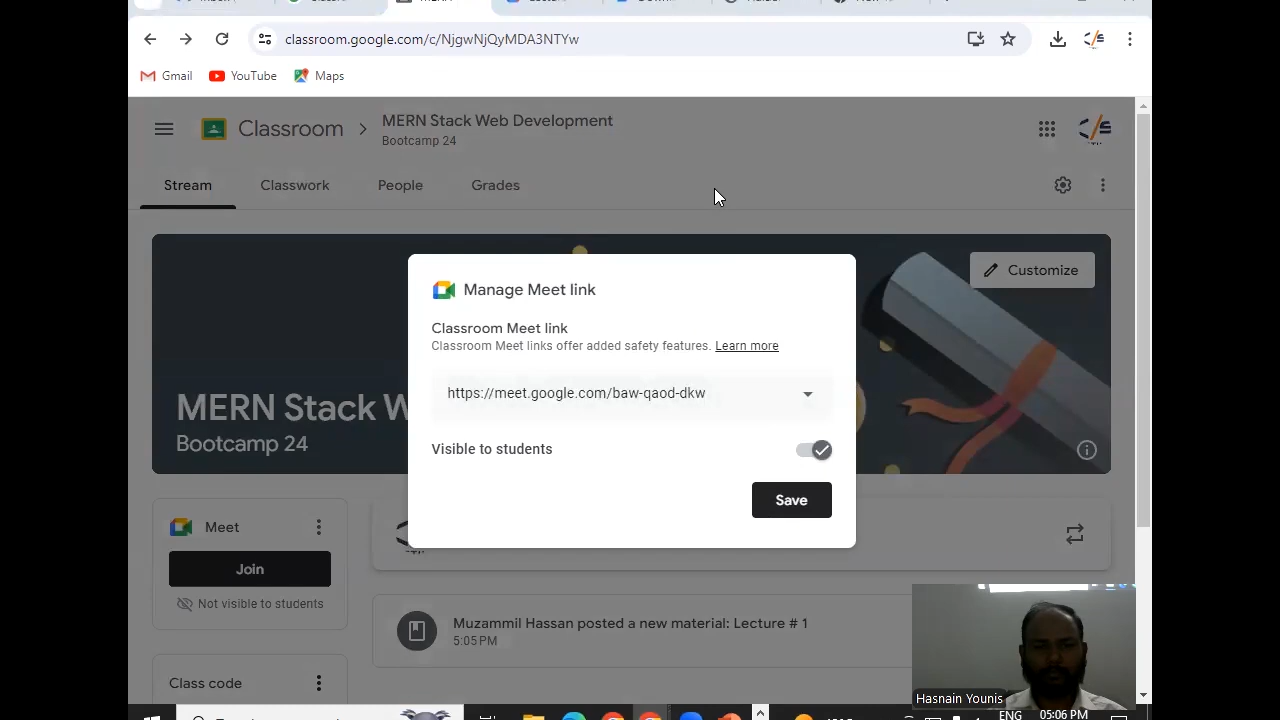 classroom.google.com/c/NjgwNjQyMDA3NTYw
Gmail YouTube Maps
Classroom
MERN Stack Web Development
Bootcamp 24
Stream Classwork People Grades
Customize
Manage Meet link
Classroom Meet link
Classroom Meet links offer added safety features. Learn more
https://meet.google.com/baw-qaod-dkw
Visible to students
Save
MERN Stack W
Bootcamp 24
Meet
Join
Not visible to students
Muzammil Hassan posted a new material: Lecture # 1
5:05 PM
Class code
Hasnain Younis
ENG 05:06 PM